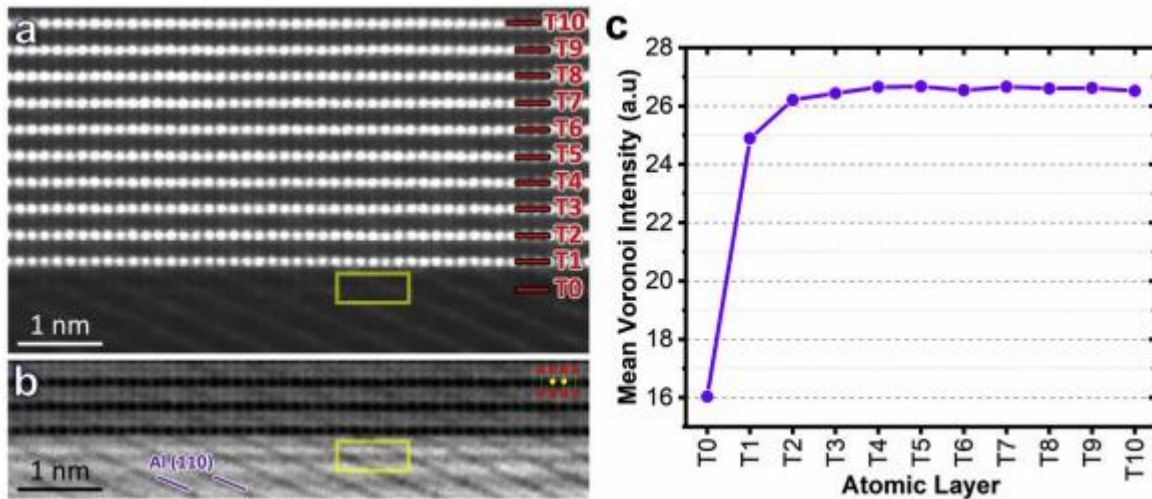 a
T10
T9
T8
T7
T6
T5
T4
T3
T2
T1
T0
1 nm
b
Al (110)
1 nm
c
Mean Voronoi Intensity (a.u)
28
26
24
22
20
18
16
T0 T1 T2 T3 T4 T5 T6 T7 T8 T9 T10
Atomic Layer